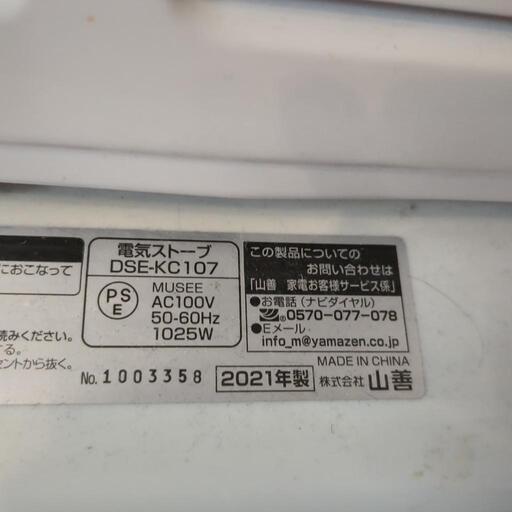 におこなって
読みください。
する。
セントから抜く。
電気ストーブ
DSE-KC107
PS
E
MUSEE
AC100V
50-60Hz
1025W
No.1003358
2021年製
この製品についての
お問い合わせは
「山善 家電お客様サービス係」
●お電話(ナビダイヤル)
0570-077-078
●Eメール
info_m@yamazen.co.jp
MADE IN CHINA
株式会社 山善